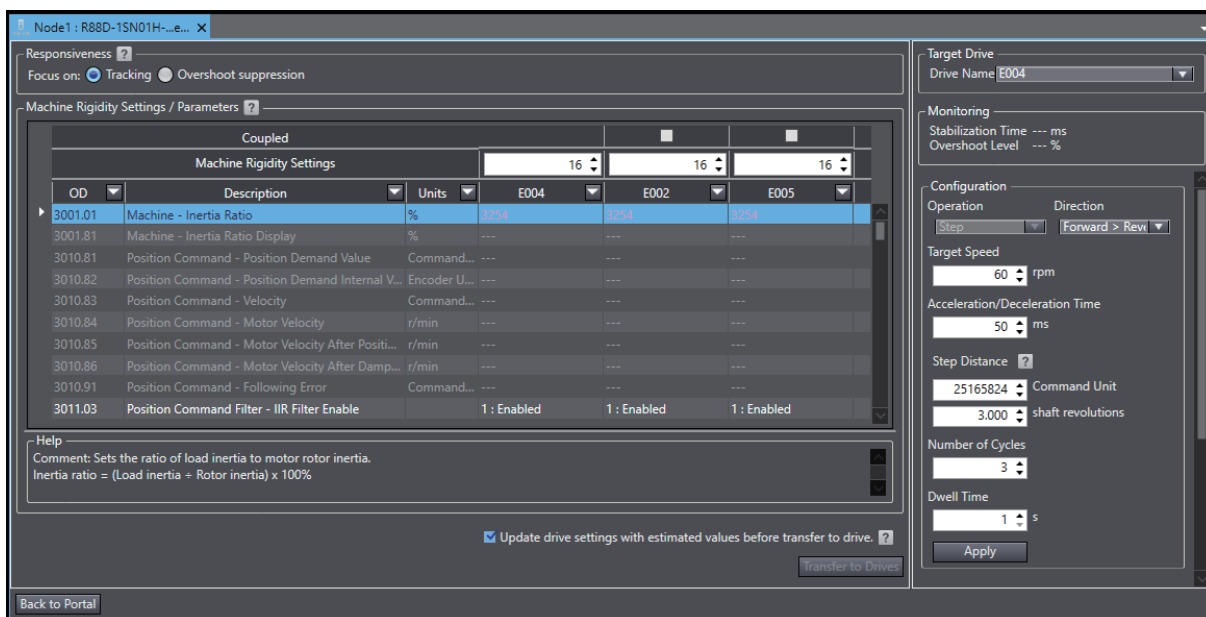 Node1 : R88D-1SN01H-...e... X
Responsiveness ?
Focus on: Tracking Overshoot suppression
Machine Rigidity Settings / Parameters ?
Coupled
Machine Rigidity Settings 16 16 16
OD Description Units E004 E002 E005
3001.01 Machine - Inertia Ratio % 3254 3254 3254
3001.81 Machine - Inertia Ratio Display % --- --- ---
3010.81 Position Command - Position Demand Value Command... --- --- ---
3010.82 Position Command - Position Demand Internal V... Encoder U... --- --- ---
3010.83 Position Command - Velocity Command... --- --- ---
3010.84 Position Command - Motor Velocity r/min --- --- ---
3010.85 Position Command - Motor Velocity After Positi... r/min --- --- ---
3010.86 Position Command - Motor Velocity After Damp... r/min --- --- ---
3010.91 Position Command - Following Error Command... --- --- ---
3011.03 Position Command Filter - IIR Filter Enable 1 : Enabled 1 : Enabled 1 : Enabled
Help
Comment: Sets the ratio of load inertia to motor rotor inertia.
Inertia ratio = (Load inertia ÷ Rotor inertia) x 100%
Update drive settings with estimated values before transfer to drive. ?
Transfer to Drives
Back to Portal
Target Drive
Drive Name E004
Monitoring
Stabilization Time --- ms
Overshoot Level --- %
Configuration
Operation Direction
Step Forward > Reve
Target Speed
60 rpm
Acceleration/Deceleration Time
50 ms
Step Distance ?
25165824 Command Unit
3.000 shaft revolutions
Number of Cycles
3
Dwell Time
1 s
Apply